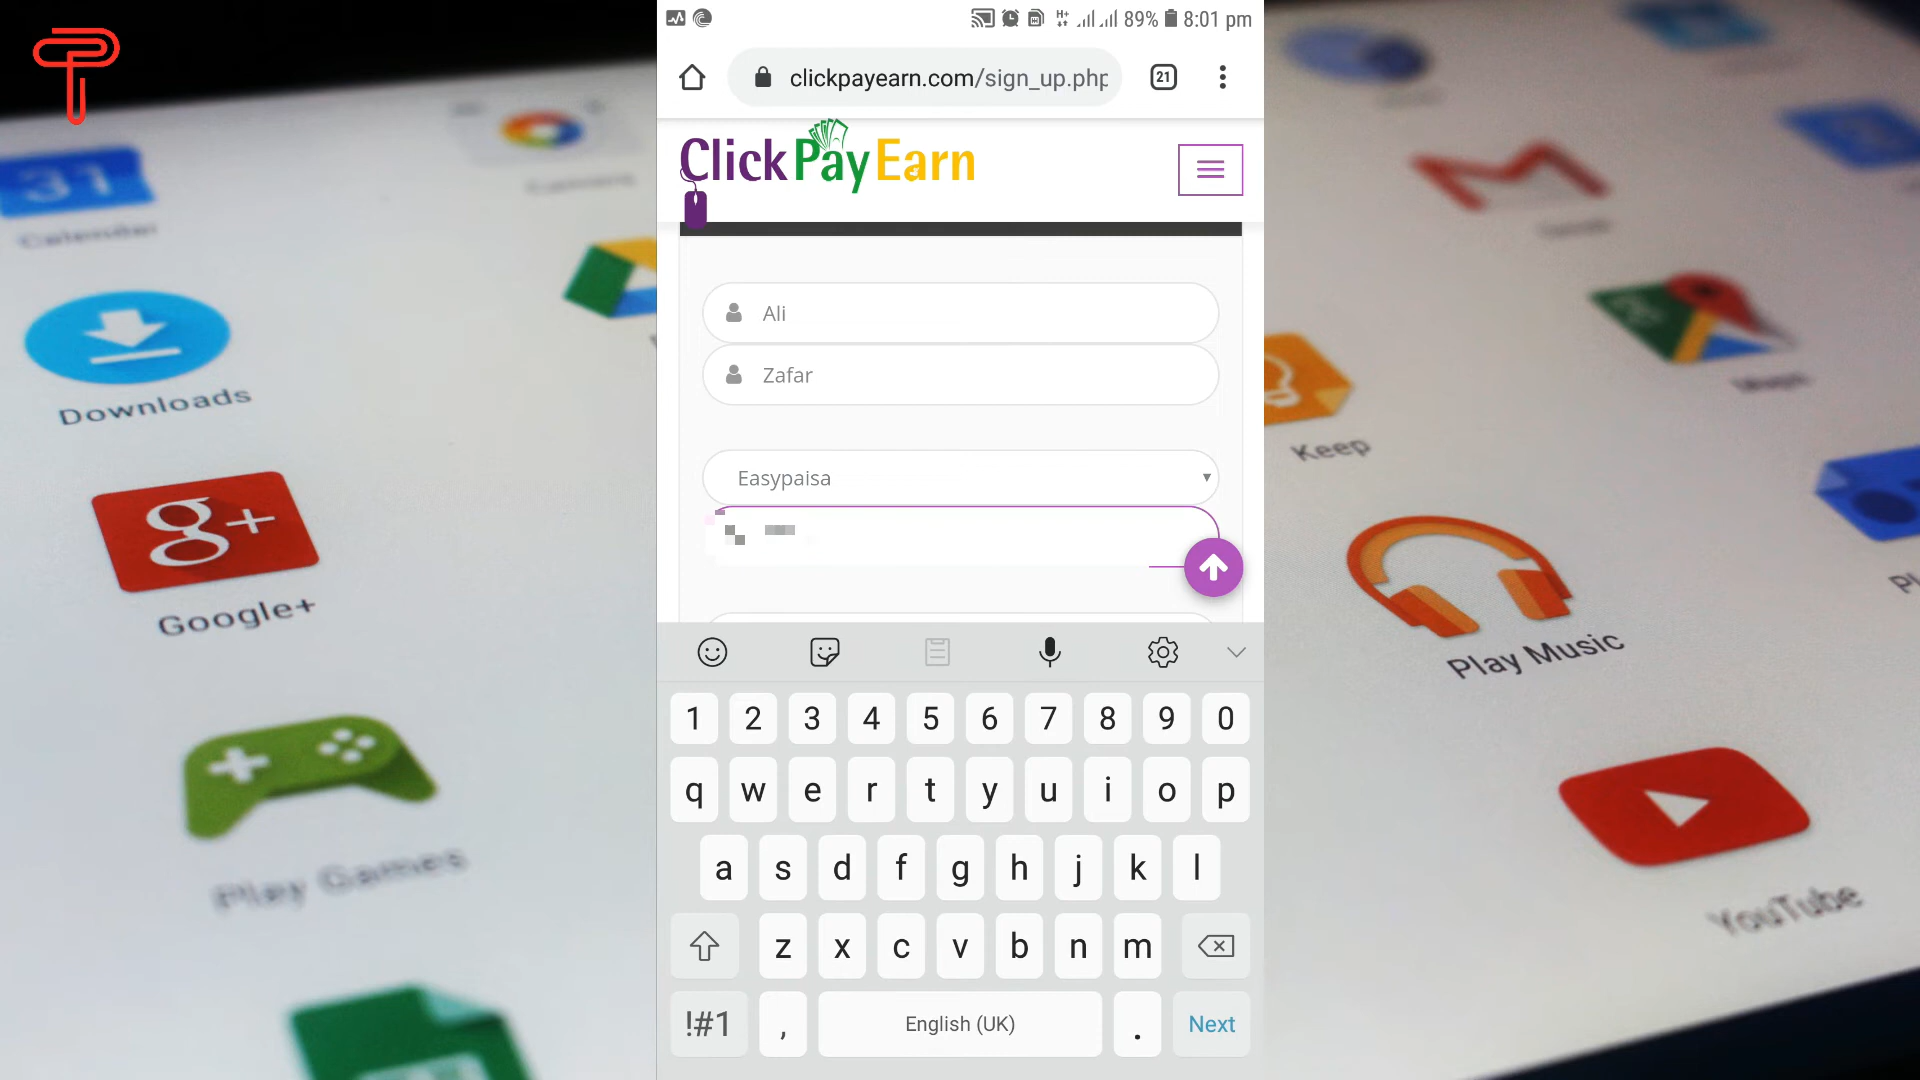 89% 8:01 pm
clickpayearn.com/sign_up.php
21
Click Pay Earn
Ali
Zafar
Easypaisa
1 2 3 4 5 6 7 8 9 0
q w e r t y u i o p
a s d f g h j k l
z x c v b n m
!#1 , English (UK) . Next
31
Calendar
Downloads
Google+
g+
Play Games
Keep
Maps
Play Music
YouTube